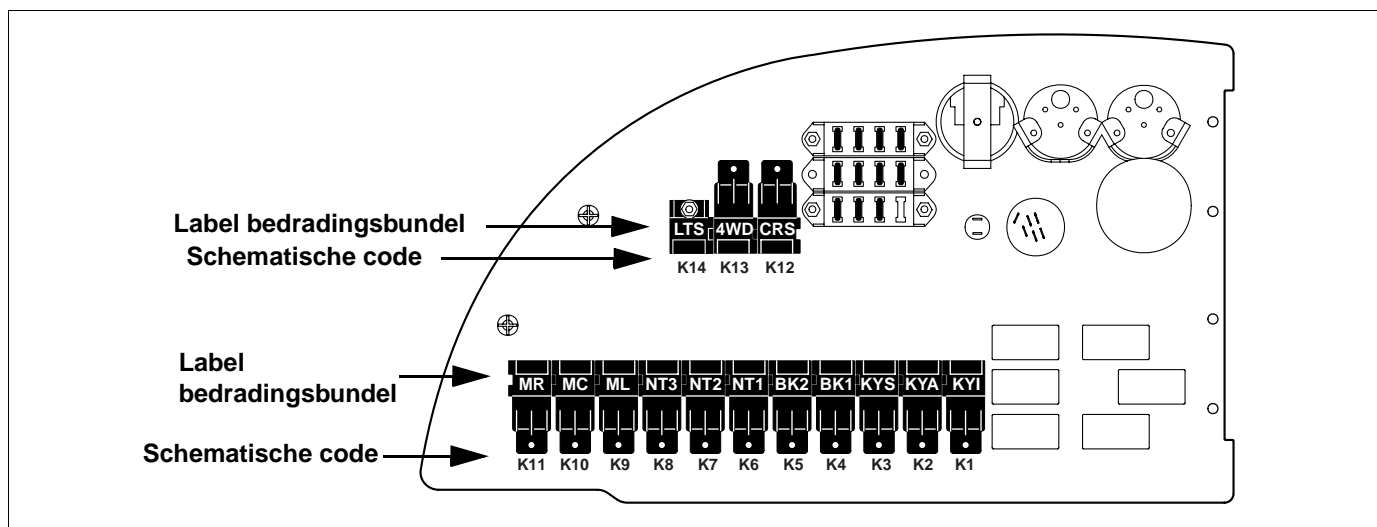 Label bedradingsbundel
Schematische code
LTS 4WD CRS
K14 K13 K12
Label
bedradingsbundel
Schematische code
MR MC ML NT3 NT2 NT1 BK2 BK1 KYS KYA KYI
K11 K10 K9 K8 K7 K6 K5 K4 K3 K2 K1